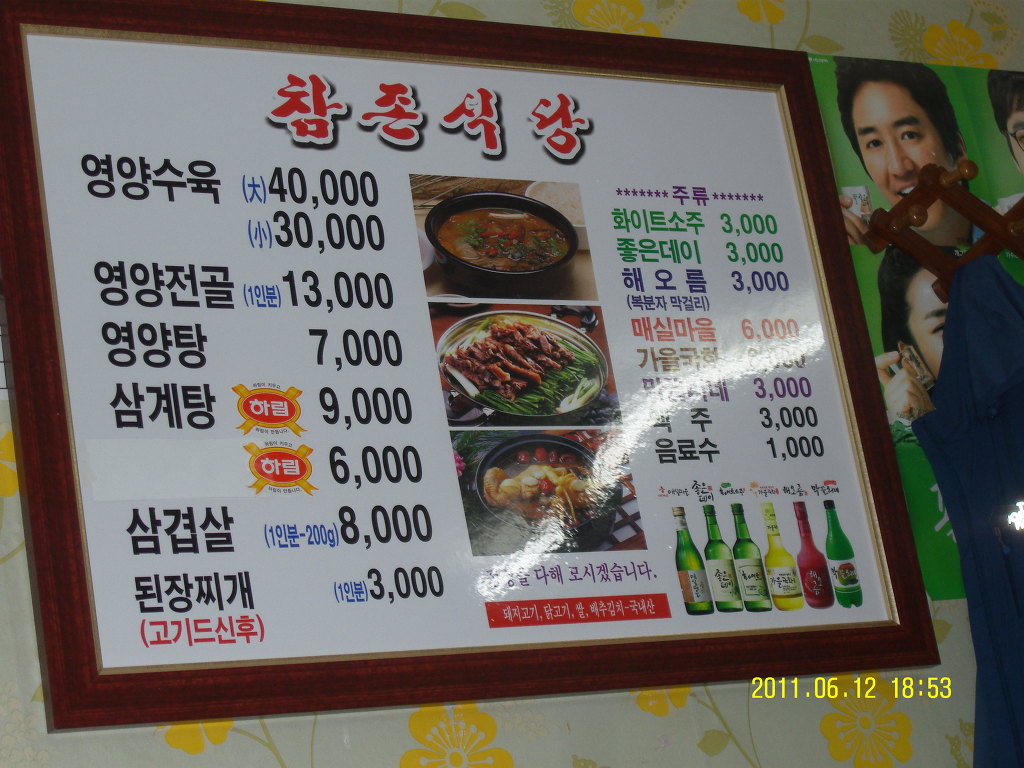 참존식당
영양수육 (大) 40,000
(小) 30,000
영양전골 (1인분) 13,000
영양탕 7,000
삼계탕 하림 9,000
하림 6,000
삼겹살 (1인분-200g) 8,000
된장찌개 (1인분) 3,000
(고기드신후)
*******주류*******
화이트소주 3,000
좋은데이 3,000
해오름 3,000
(복분자 막걸리)
매실마을 6,000
가을국화
3,000
맥주 3,000
음료수 1,000
다해 모시겠습니다.
돼지고기, 닭고기, 쌀, 배추김치-국내산
2011.06.12 18:53